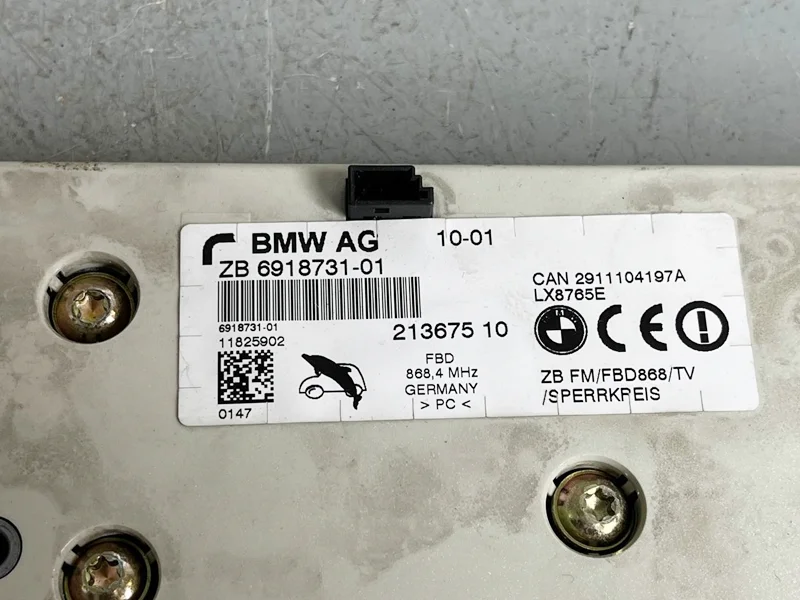 BMW AG 10-01
ZB 6918731-01
6918731-01
11825902
213675 10
0147
FBD
868,4 MHz
GERMANY
> PC <
CAN 2911104197A
LX8765E
CE
ZB FM/FBD868/TV
/SPERRKREIS